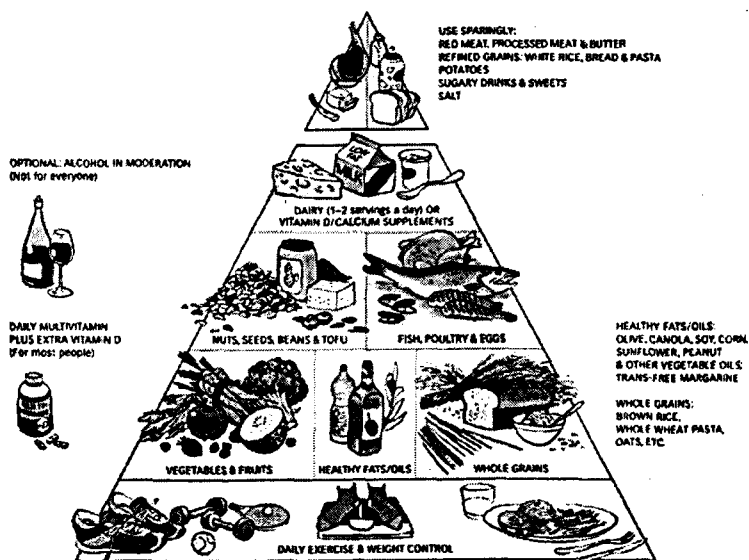 USE SPARINGLY:
RED MEAT, PROCESSED MEAT & BUTTER
REFINED GRAINS: WHITE RICE, BREAD & PASTA
POTATOES
SUGARY DRINKS & SWEETS
SALT
OPTIONAL: ALCOHOL IN MODERATION
(Not for everyone)
LOW
FAT
MILK
DAIRY (1–2 servings a day) OR
VITAMIN D/CALCIUM SUPPLEMENTS
DAILY MULTIVITAMIN
PLUS EXTRA VITAMIN D
(For most people)
NUTS, SEEDS, BEANS & TOFU
FISH, POULTRY & EGGS
HEALTHY FATS/OILS:
OLIVE, CANOLA, SOY, CORN,
SUNFLOWER, PEANUT
& OTHER VEGETABLE OILS;
TRANS-FREE MARGARINE
WHOLE GRAINS:
BROWN RICE,
WHOLE WHEAT PASTA,
OATS, ETC.
VEGETABLES & FRUITS
HEALTHY FATS/OILS
WHOLE GRAINS
DAILY EXERCISE & WEIGHT CONTROL